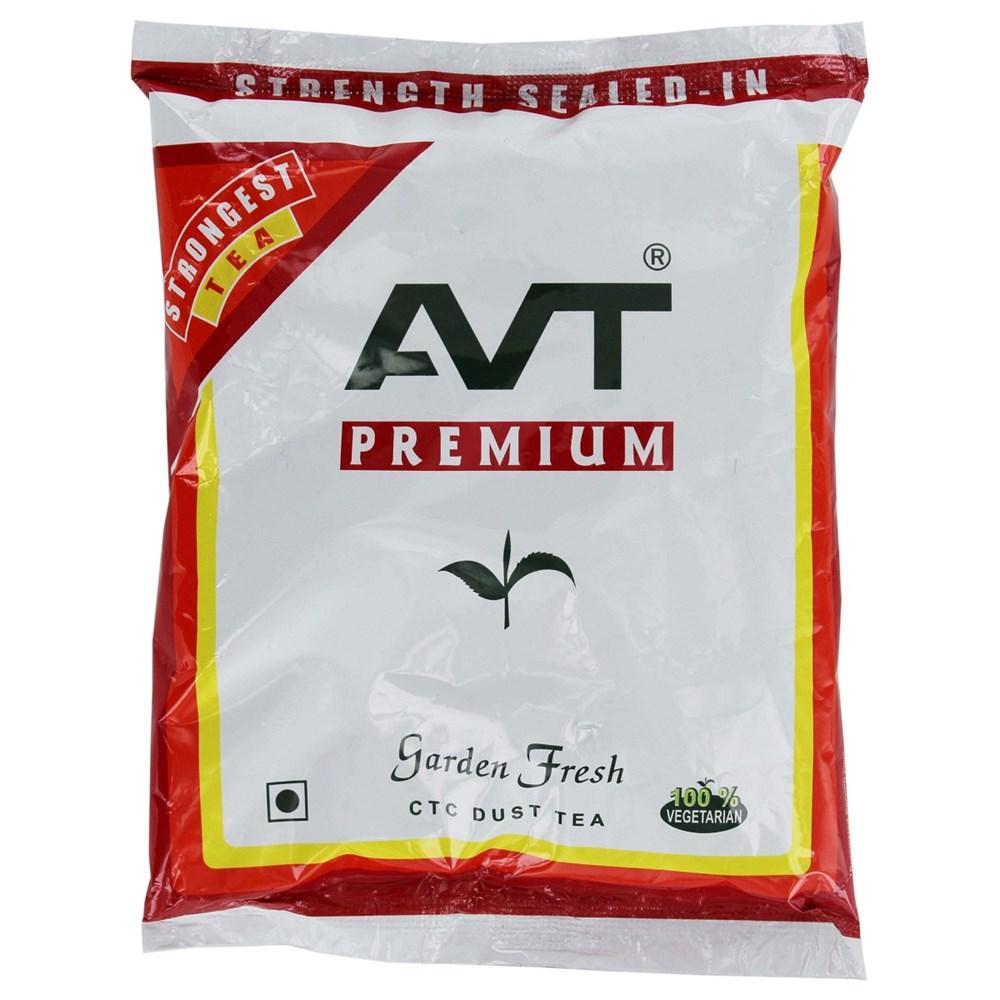 STRENGTH SEALED-IN
STRONGEST
TEA
AVT®
PREMIUM
Garden Fresh
CTC DUST TEA
100 %
VEGETARIAN